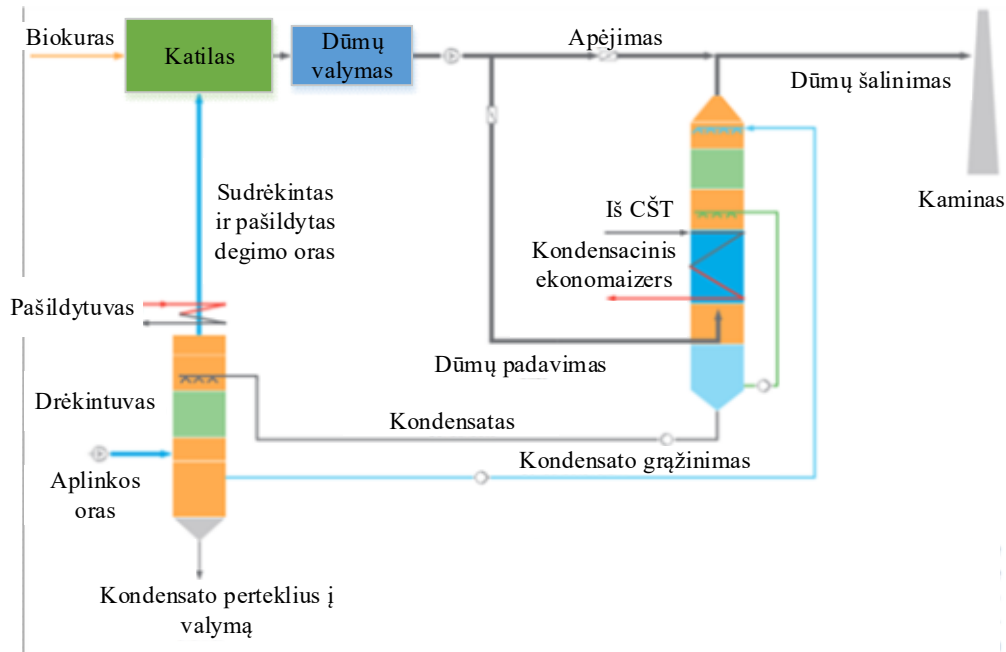 Biokuras
Katilas
Dūmų
valymas
Apėjimas
Dūmų šalinimas
Kaminas
Sudrėkintas
ir pašildytas
degimo oras
Iš CŠT
Kondensacinis
ekonomaizers
Pašildytuvas
Dūmų padavimas
Drėkintuvas
Kondensatas
Kondensato grąžinimas
Aplinkos
oras
Kondensato perteklius į
valymą